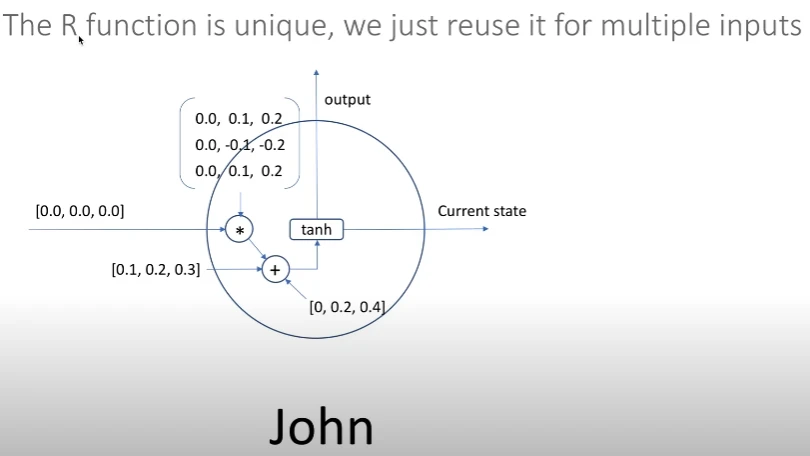 The R function is unique, we just reuse it for multiple inputs
output
0.0, 0.1, 0.2
0.0, -0.1, -0.2
0.0, 0.1, 0.2
[0.0, 0.0, 0.0]
Current state
*
tanh
[0.1, 0.2, 0.3]
+
[0, 0.2, 0.4]
John